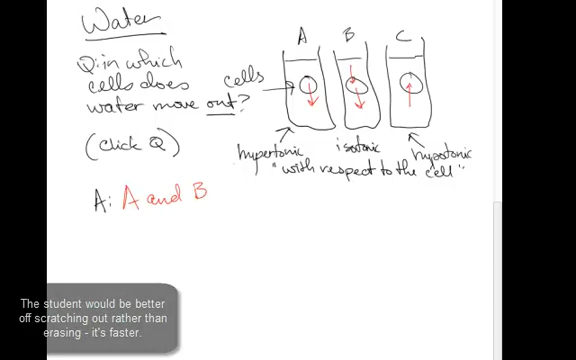 Water
Q: in which
cells does
water move out?
(Click Q)
A: A and B
A B C
cells
hypertonic isotonic hypotonic
"with respect to the cell"
The student would be better
off scratching out rather than
erasing - it's faster.